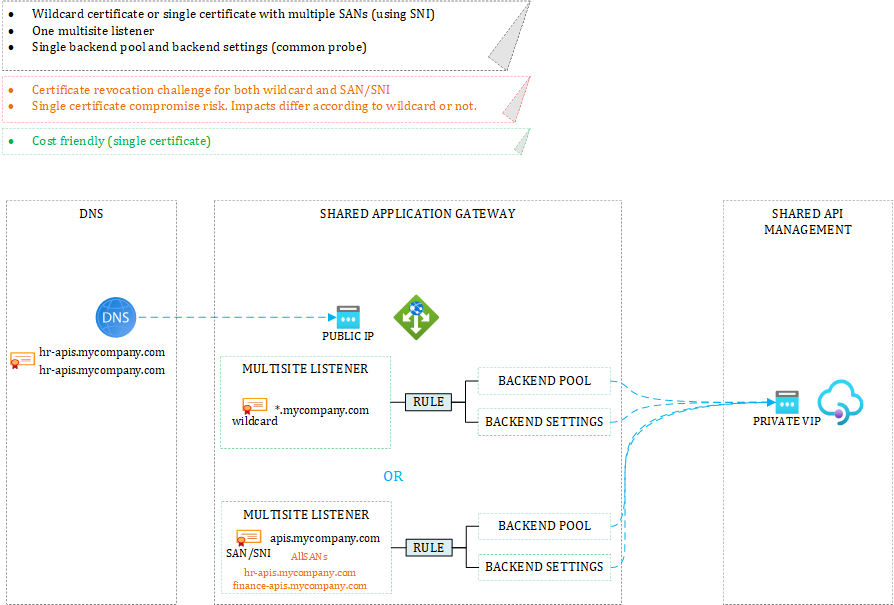 Wildcard certificate or single certificate with multiple SANs (using SNI)
One multisite listener
Single backend pool and backend settings (common probe)
Certificate revocation challenge for both wildcard and SAN/SNI
Single certificate compromise risk. Impacts differ according to wildcard or not.
Cost friendly (single certificate)
DNS
DNS
hr-apis.mycompany.com
hr-apis.mycompany.com
SHARED APPLICATION GATEWAY
PUBLIC IP
MULTISITE LISTENER
*.mycompany.com
wildcard
RULE
BACKEND POOL
BACKEND SETTINGS
OR
MULTISITE LISTENER
apis.mycompany.com
SAN/SNI
AllSANs
hr-apis.mycompany.com
finance-apis.mycompany.com
RULE
BACKEND POOL
BACKEND SETTINGS
SHARED API
MANAGEMENT
PRIVATE VIP